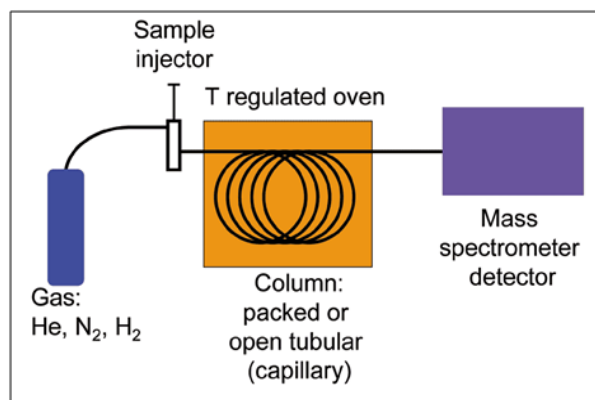 Sample
injector
T regulated oven
Gas:
He, N₂, H₂
Column:
packed or
open tubular
(capillary)
Mass
spectrometer
detector